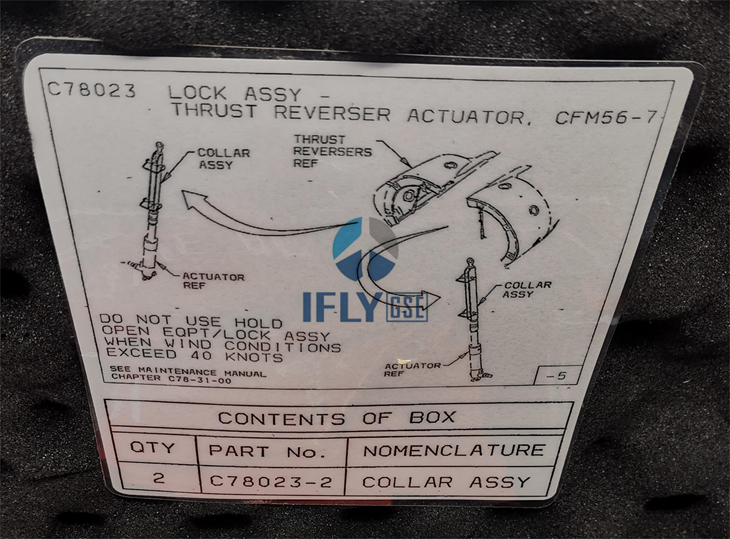 C78023 LOCK ASSY -
THRUST REVERSER ACTUATOR, CFM56-7
COLLAR
ASSY
THRUST
REVERSERS
REF
ACTUATOR
REF
COLLAR
ASSY
IFLY GSE
DO NOT USE HOLD
OPEN EQPT/LOCK ASSY
WHEN WIND CONDITIONS
EXCEED 40 KNOTS
SEE MAINTENANCE MANUAL
CHAPTER C78-31-00
ACTUATOR
REF
-5
CONTENTS OF BOX
QTY PART No. NOMENCLATURE
2 C78023-2 COLLAR ASSY